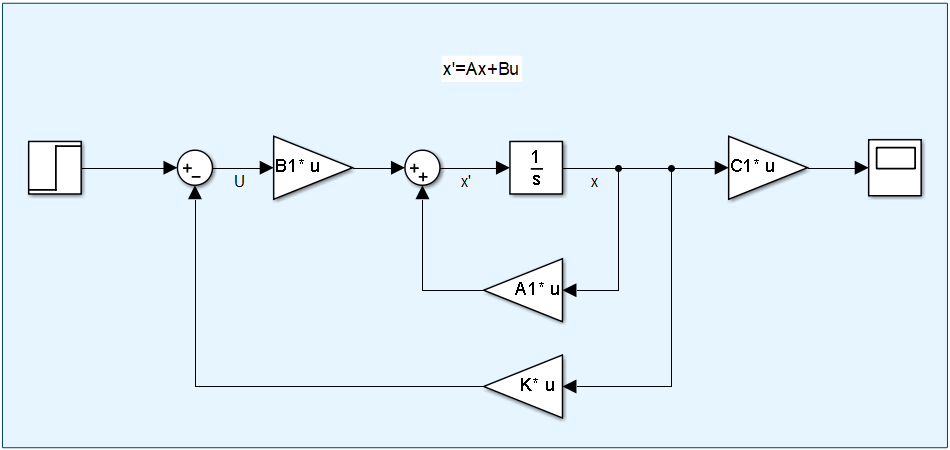 x'=Ax+Bu
+
−
U
B1* u
+
+
x'
1
s
x
C1* u
A1* u
K* u